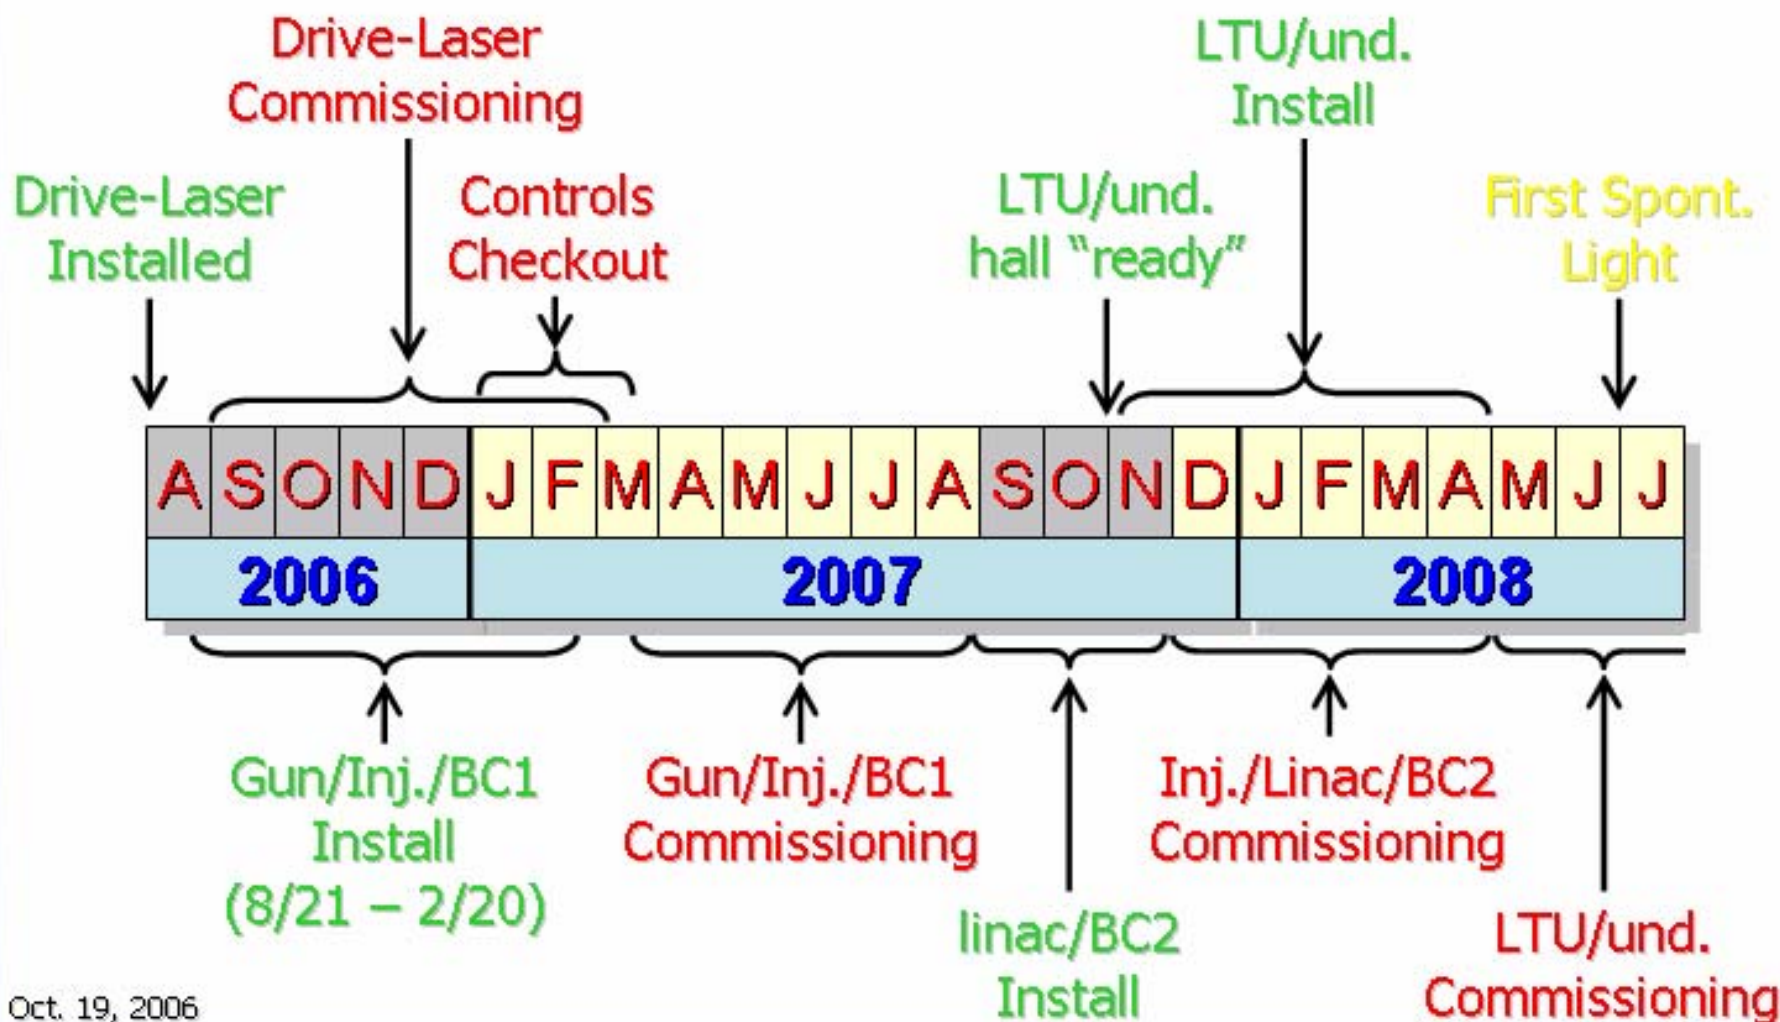 Drive-Laser
Commissioning
LTU/und.
Install
Drive-Laser
Installed
Controls
Checkout
LTU/und.
hall “ready”
First Spont.
Light
A S O N D J F M A M J J A S O N D J F M A M J J
2006 2007 2008
Gun/Inj./BC1
Install
(8/21 – 2/20)
Gun/Inj./BC1
Commissioning
linac/BC2
Install
Inj./Linac/BC2
Commissioning
LTU/und.
Commissioning
Oct. 19, 2006